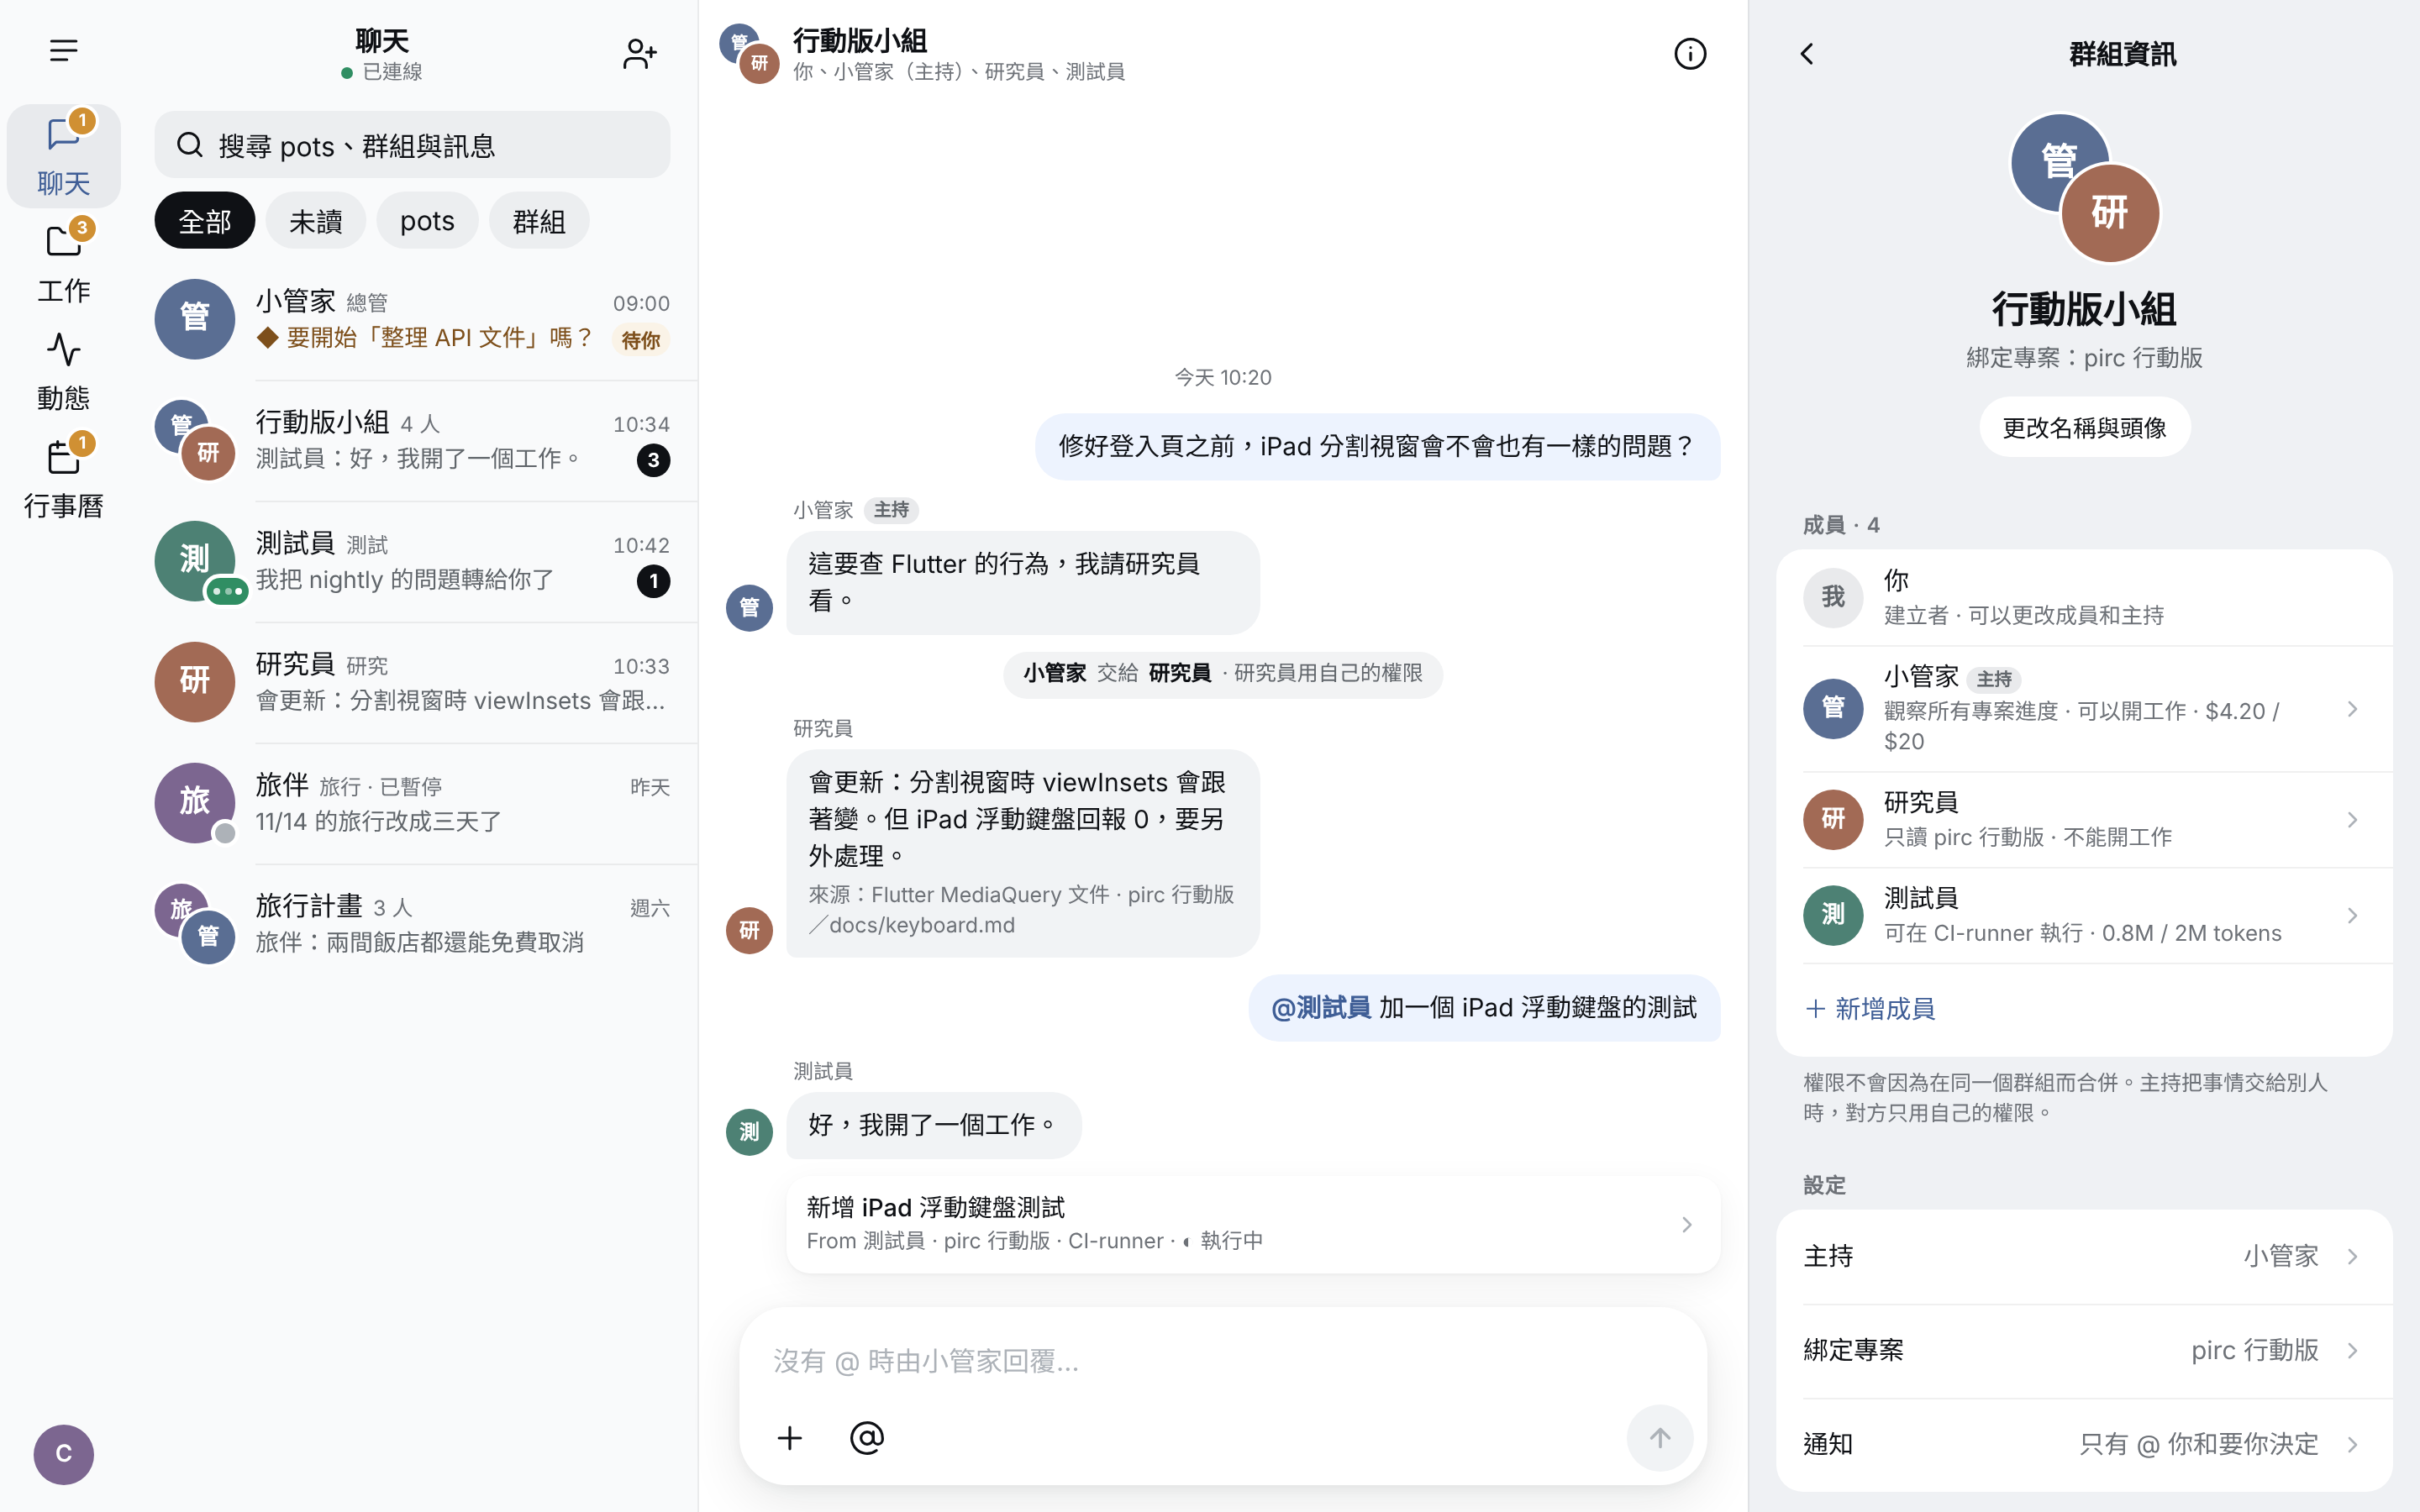 聊天
已連線
1
聊天
3
工作
動態
1
行事曆
C
搜尋 pots、群組與訊息
全部
未讀
pots
群組
管
小管家 總管
09:00
◆ 要開始「整理 API 文件」嗎？
待你
管
研
行動版小組 4 人
10:34
測試員：好，我開了一個工作。
3
測
測試員 測試
10:42
我把 nightly 的問題轉給你了
1
研
研究員 研究
10:33
會更新：分割視窗時 viewInsets 會跟...
旅
旅伴 旅行 · 已暫停
昨天
11/14 的旅行改成三天了
旅
管
旅行計畫 3 人
週六
旅伴：兩間飯店都還能免費取消
管
研
行動版小組
你、小管家（主持）、研究員、測試員
今天 10:20
修好登入頁之前，iPad 分割視窗會不會也有一樣的問題？
小管家 主持
這要查 Flutter 的行為，我請研究員
看。
管
小管家 交給 研究員 · 研究員用自己的權限
研究員
會更新：分割視窗時 viewInsets 會跟
著變。但 iPad 浮動鍵盤回報 0，要另
外處理。
來源：Flutter MediaQuery 文件 · pirc 行動版
／docs/keyboard.md
研
@測試員 加一個 iPad 浮動鍵盤的測試
測試員
好，我開了一個工作。
測
新增 iPad 浮動鍵盤測試
From 測試員 · pirc 行動版 · CI-runner · 執行中
沒有 @ 時由小管家回覆...
群組資訊
管
研
行動版小組
綁定專案：pirc 行動版
更改名稱與頭像
成員 · 4
我
你
建立者 · 可以更改成員和主持
管
小管家 主持
觀察所有專案進度 · 可以開工作 · $4.20 /
$20
研
研究員
只讀 pirc 行動版 · 不能開工作
測
測試員
可在 CI-runner 執行 · 0.8M / 2M tokens
＋ 新增成員
權限不會因為在同一個群組而合併。主持把事情交給別人
時，對方只用自己的權限。
設定
主持
小管家
綁定專案
pirc 行動版
通知
只有 @ 你和要你決定